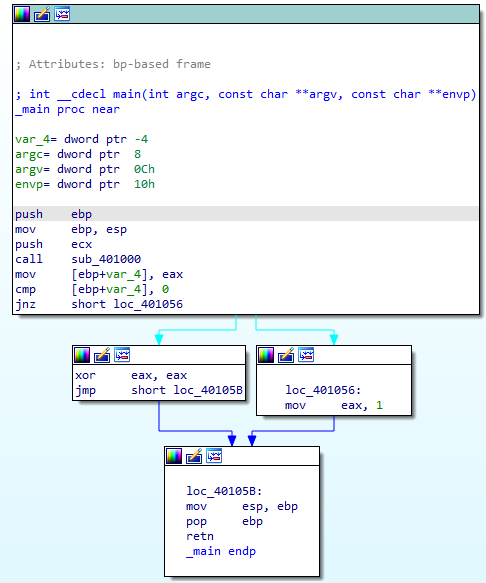 ; Attributes: bp-based frame
; int __cdecl main(int argc, const char **argv, const char **envp)
_main proc near
var_4= dword ptr -4
argc= dword ptr  8
argv= dword ptr  0Ch
envp= dword ptr  10h
push    ebp
mov     ebp, esp
push    ecx
call    sub_401000
mov     [ebp+var_4], eax
cmp     [ebp+var_4], 0
jnz     short loc_401056
xor     eax, eax
jmp     short loc_40105B
loc_401056:
mov     eax, 1
loc_40105B:
mov     esp, ebp
pop     ebp
retn
_main endp